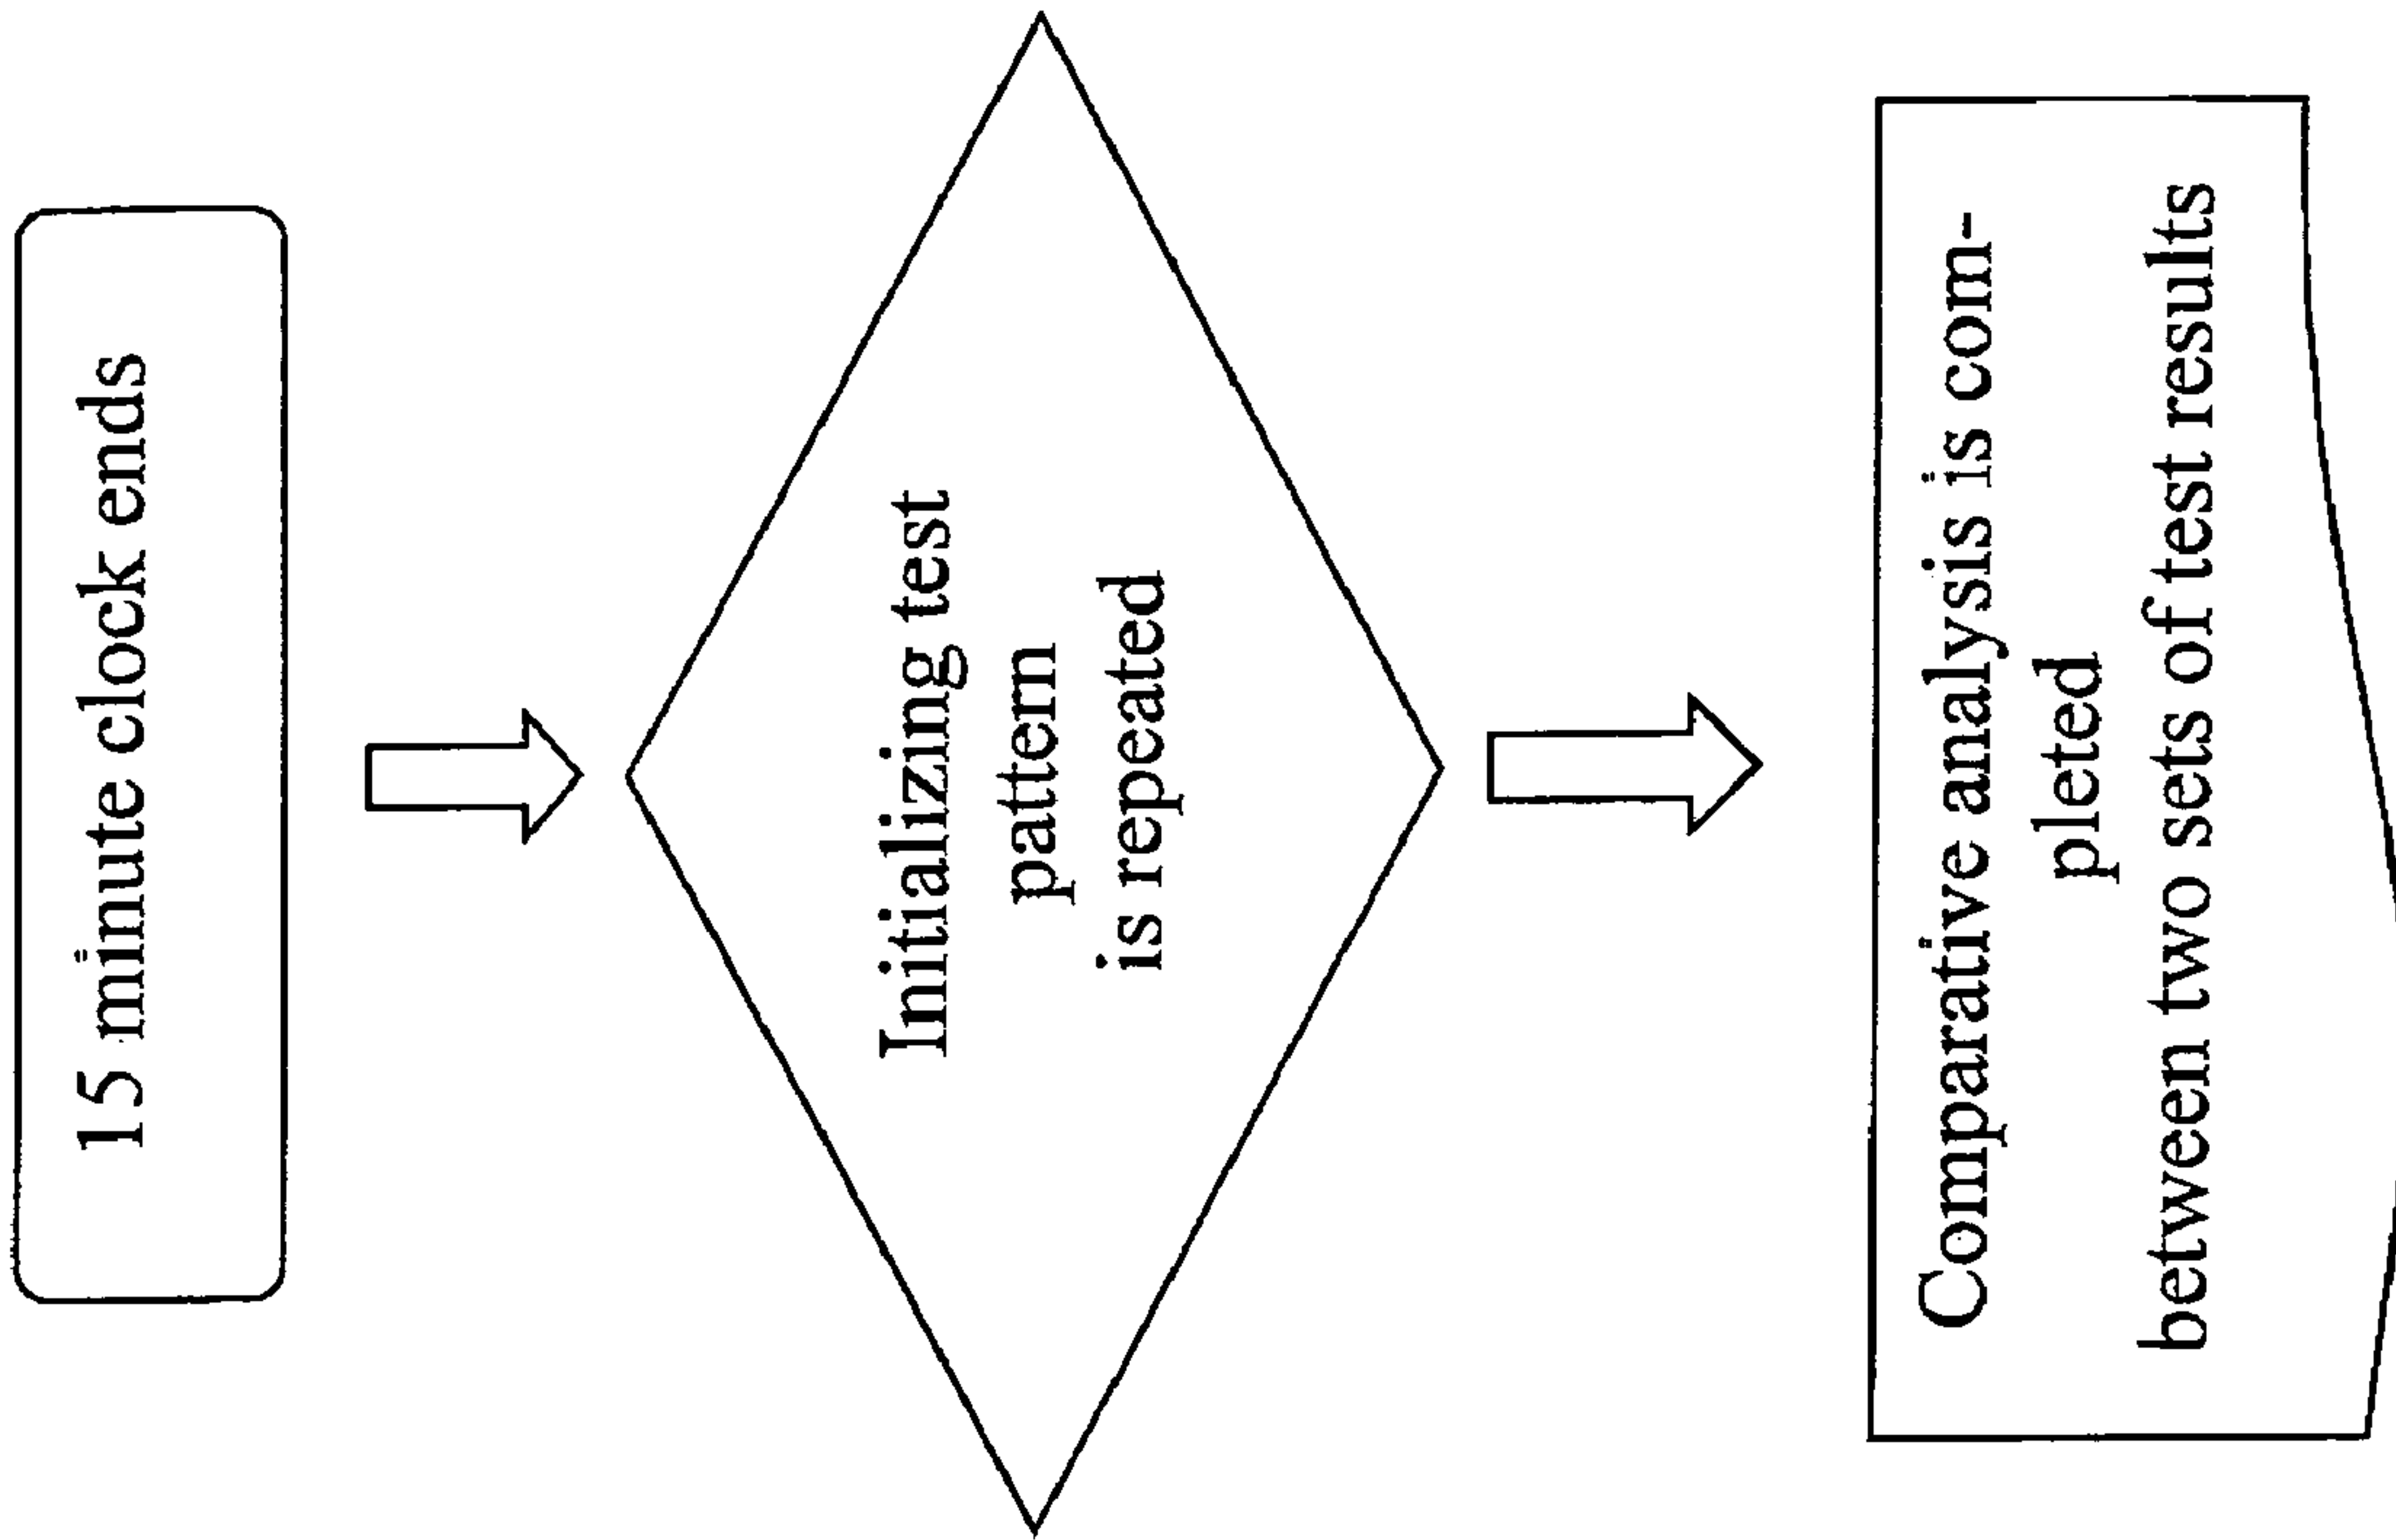 15 minute clock ends
Initializing test
pattern
is repeated
Comparative analysis is com-
pleted
between two sets of test results